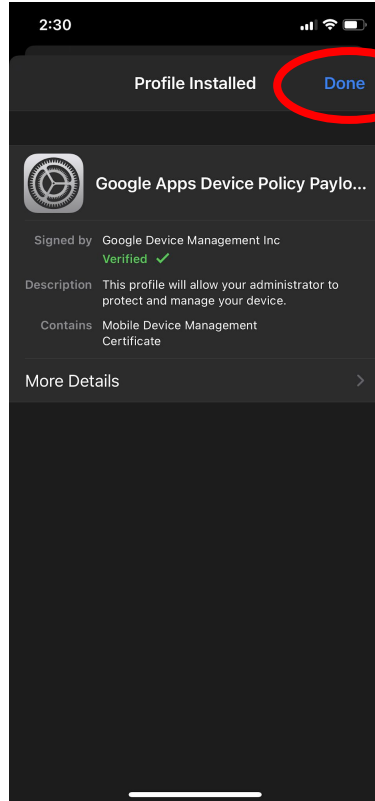 2:30
Profile Installed
Done
Google Apps Device Policy Paylo...
Signed by Google Device Management Inc
Verified ✓
Description This profile will allow your administrator to
protect and manage your device.
Contains Mobile Device Management
Certificate
More Details